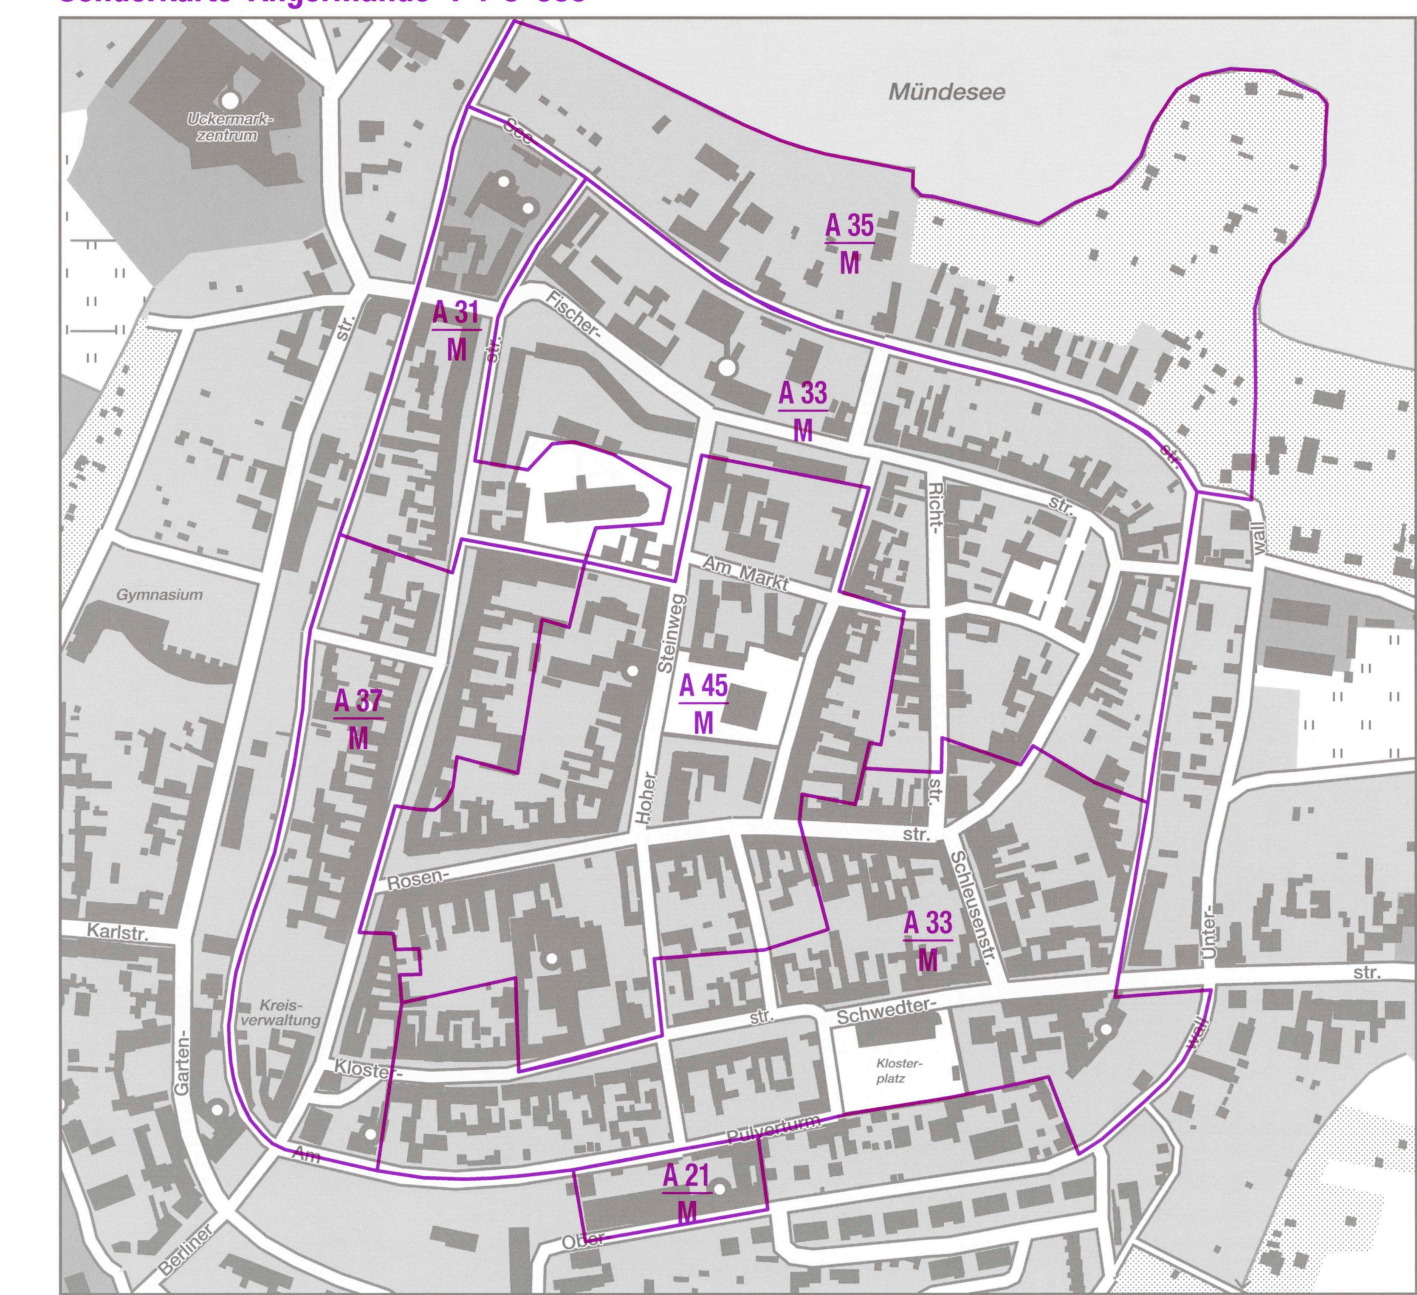 Mündesee
Uckermark-
zentrum
See
A 35
M
A 31
M
Fischer-
str.
str.
A 33
M
str.
Richt-
str.
wall
Am Markt
Gymnasium
Steinweg
A 45
M
A 37
M
Hoher
str.
str.
Rosen-
Schleusenstr.
A 33
M
Karlstr.
Unter-
str.
Kreis-
verwaltung
str.
Schwedter-
wall
Garten-
Kloster-
Kloster-
platz
Pulverturm
Am
A 21
M
Ober
Berliner